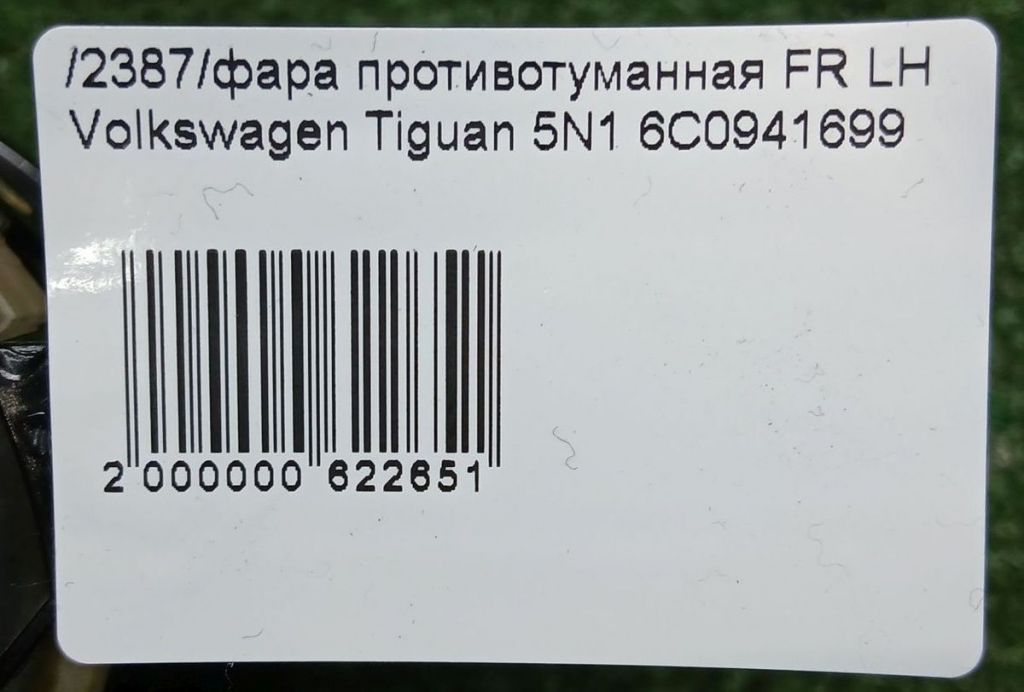 /2387/фара противотуманная FR LH
Volkswagen Tiguan 5N1 6C0941699
2 000000 622651